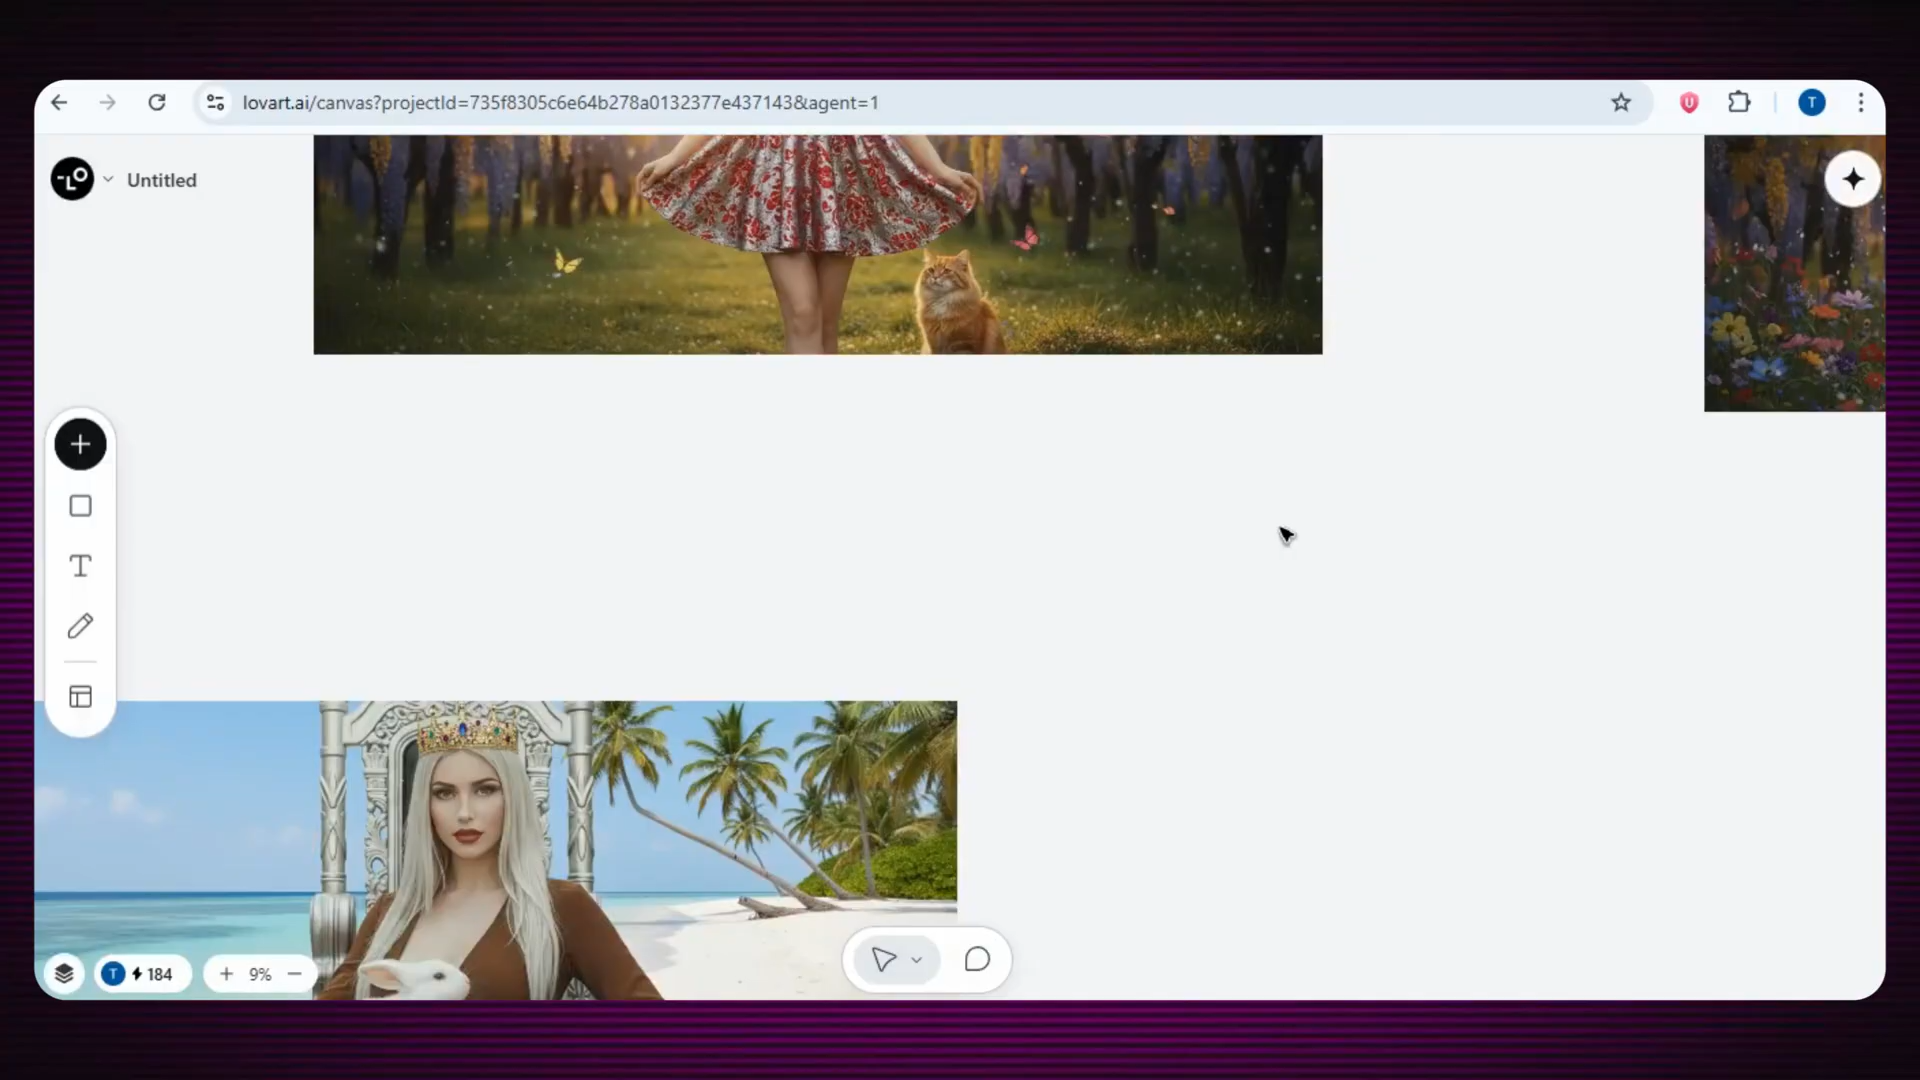 lovart.ai/canvas?projectId=735f8305c6e64b278a0132377e437143&agent=1
T
Untitled
T 184
9%